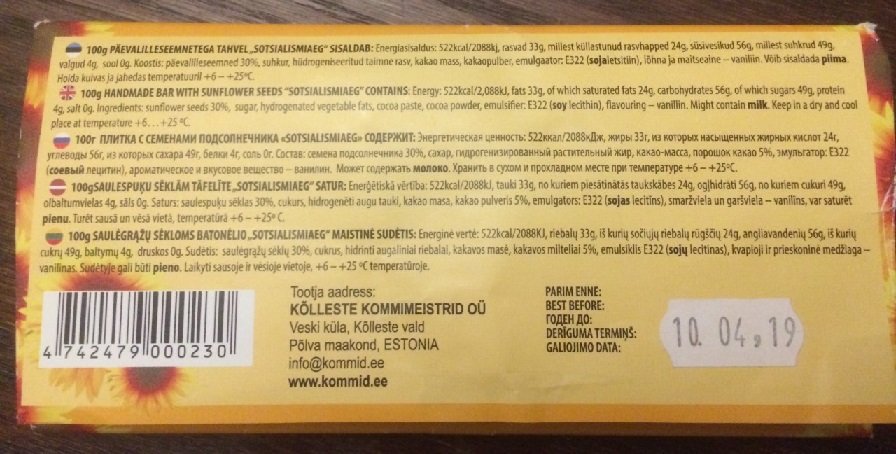 100g PÄEVALILLESEEMNETEGA TAHVEL „SOTSIALISMIAEG“ SISALDAB: Energiasisaldus: 522kcal/2088kj, rasvad 33g, millest küllastunud rasvhapped 24g, süsivesikud 56g, millest suhkrud 49g,
valgud 4g, sool 0g. Koostis: päevalilleseemned 30%, suhkur, hüdrogeniseeritud taimne rasv, kakao mass, kakaopulber, emulgaator: E322 (sojaletsitiin), lõhna ja maitseaine – vanilliin. Võib sisaldada piima.
Hoida kuivas ja jahedas temperatuuril +6 – +25°C.
100g HANDMADE BAR WITH SUNFLOWER SEEDS “SOTSIALISMIAEG” CONTAINS: Energy: 522kcal/2,088kJ, fats 33g, of which saturated fats 24g, carbohydrates 56g, of which sugars 49g, protein
4g, salt 0g. Ingredients: sunflower seeds 30%, sugar, hydrogenated vegetable fats, cocoa paste, cocoa powder, emulsifier: E322 (soy lecithin), flavouring – vanillin. Might contain milk. Keep in a dry and cool
place at temperature +6…+25 °C.
100г ПЛИТКА С СЕМЕНАМИ ПОДСОЛНЕЧНИКА «SOTSIALISMIAEG» СОДЕРЖИТ: Энергетическая ценность: 522ккал/2088кДж, жиры 33г, из которых насыщенных жирных кислот 24г,
углеводы 56г, из которых сахара 49г, белки 4г, соль 0г. Состав: семена подсолнечника 30%, сахар, гидрогенизированный растительный жир, какао-масса, порошок какао 5%, эмульгатор: E322
(соевый лецитин), ароматическое и вкусовое вещество – ванилин. Может содержать молоко. Хранить в сухом и прохладном месте при температуре +6 – +25°C.
100gSAULESPUĶU SĒKLĀM TĀFELĪTE „SOTSIALISMIAEG“ SATUR: Enerģētiskā vērtība: 522kcal/2088kJ, tauki 33g, no kuriem piesātinātās taukskābes 24g, ogļhidrāti 56g, no kuriem cukuri 49g,
olbaltumvielas 4g, sāls 0g. Saturs: saulespuķu sēklas 30%, cukurs, hidrogenēti augu tauki, kakao masa, kakao pulveris 5%, emulgators: E322 (sojas lecitīns), smaržviela un garšviela – vanilīns, var saturēt
pienu. Turēt sausā un vēsā vietā, temperatūrā +6 – +25° C.
100g SAULĖGRĄŽŲ SĖKLOMS BATONĖLIO „SOTSIALISMIAEG“ MAISTINĖ SUDĖTIS: Energinė vertė: 522kcal/2088KJ, riebalų 33g, iš kurių sočiųjų riebalų rūgščių 24g, angliavandenių 56g, iš kurių
cukrų 49g, baltymų 4g, druskos 0g. Sudėtis: saulėgrąžų sėklų 30%, cukrus, hidrinti augaliniai riebalai, kakavos masė, kakavos milteliai 5%, emulsiklis E322 (sojų lecitinas), kvapioji ir prieskoninė medžiaga –
vanilinas. Sudėtyje gali būti pieno. Laikyti sausoje ir vėsioje vietoje, +6 – +25 °C temperatūroje.
4 742479 000230
Tootja aadress:
KÕLLESTE KOMMIMEISTRID OÜ
Veski küla, Kõlleste vald
Põlva maakond, ESTONIA
info@kommid.ee
www.kommid.ee
PARIM ENNE:
BEST BEFORE:
ГОДЕН ДО:
DERĪGUMA TERMIŅŠ:
GALIOJIMO DATA:
10. 04,19